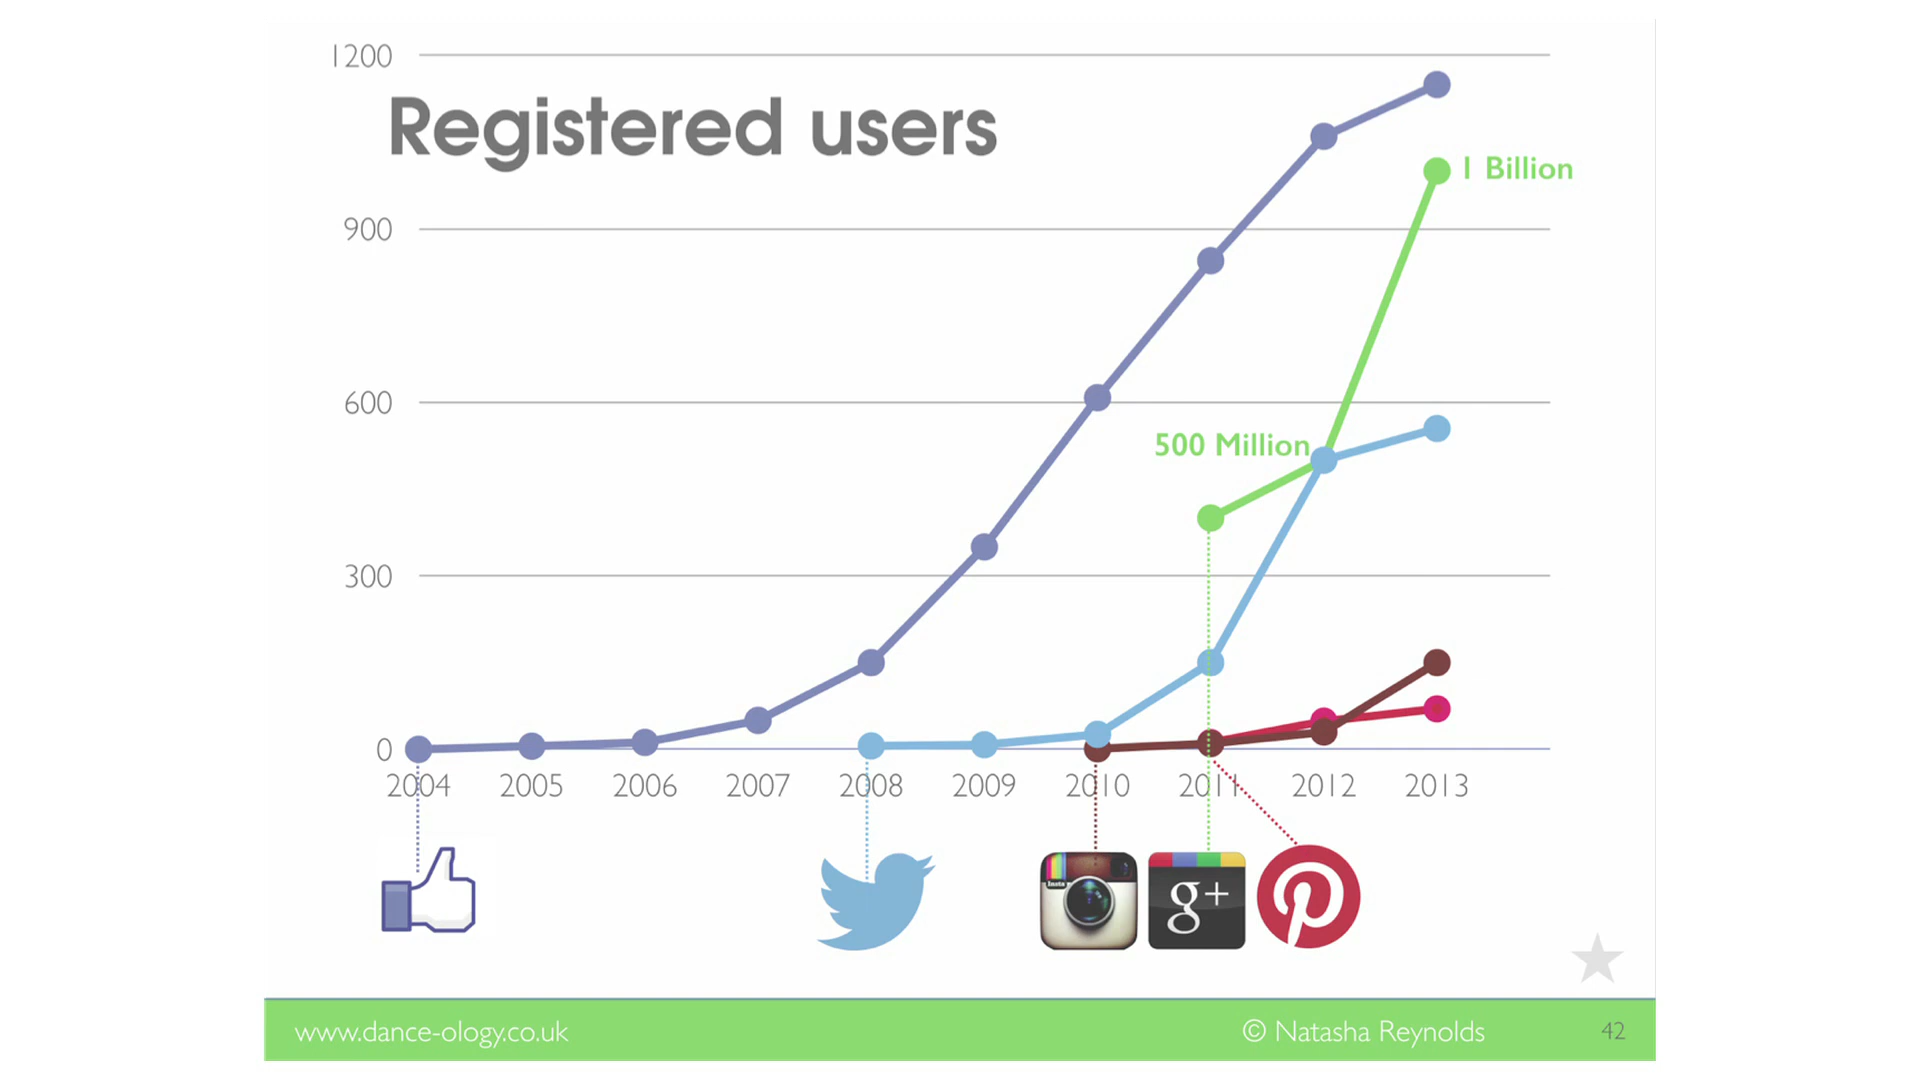 1200
Registered users
1 Billion
900
600
500 Million
300
0
2004 2005 2006 2007 2008 2009 2010 2011 2012 2013
Insta
g+
www.dance-ology.co.uk © Natasha Reynolds 42